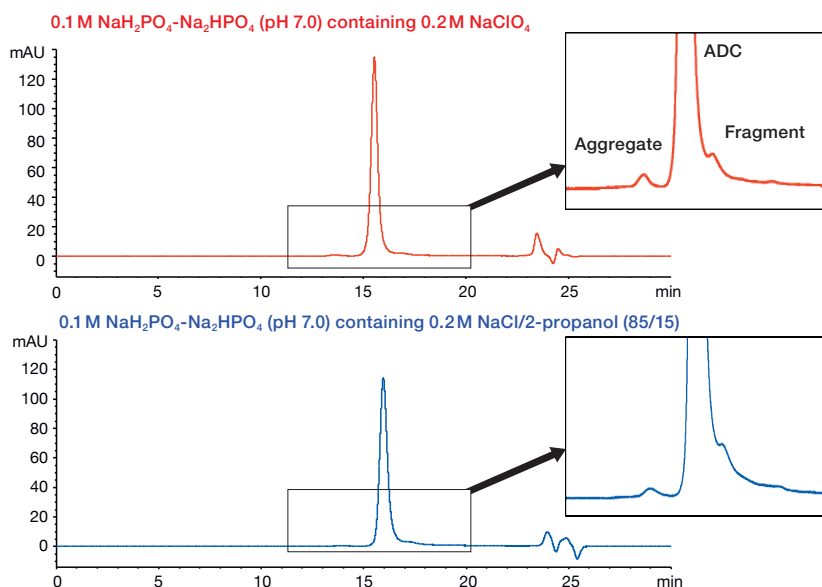 0.1 M NaH₂PO₄-Na₂HPO₄ (pH 7.0) containing 0.2 M NaClO₄
mAU
120
100
80
60
40
20
0
0 5 10 15 20 25 min
ADC
Aggregate
Fragment
0.1 M NaH₂PO₄-Na₂HPO₄ (pH 7.0) containing 0.2 M NaCl/2-propanol (85/15)
mAU
120
100
80
60
40
20
0
0 5 10 15 20 25 min